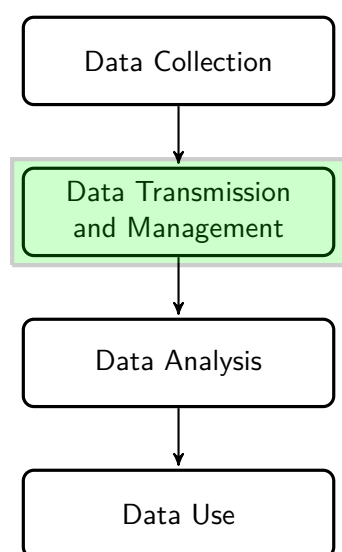 Data Collection
Data Transmission
and Management
Data Analysis
Data Use